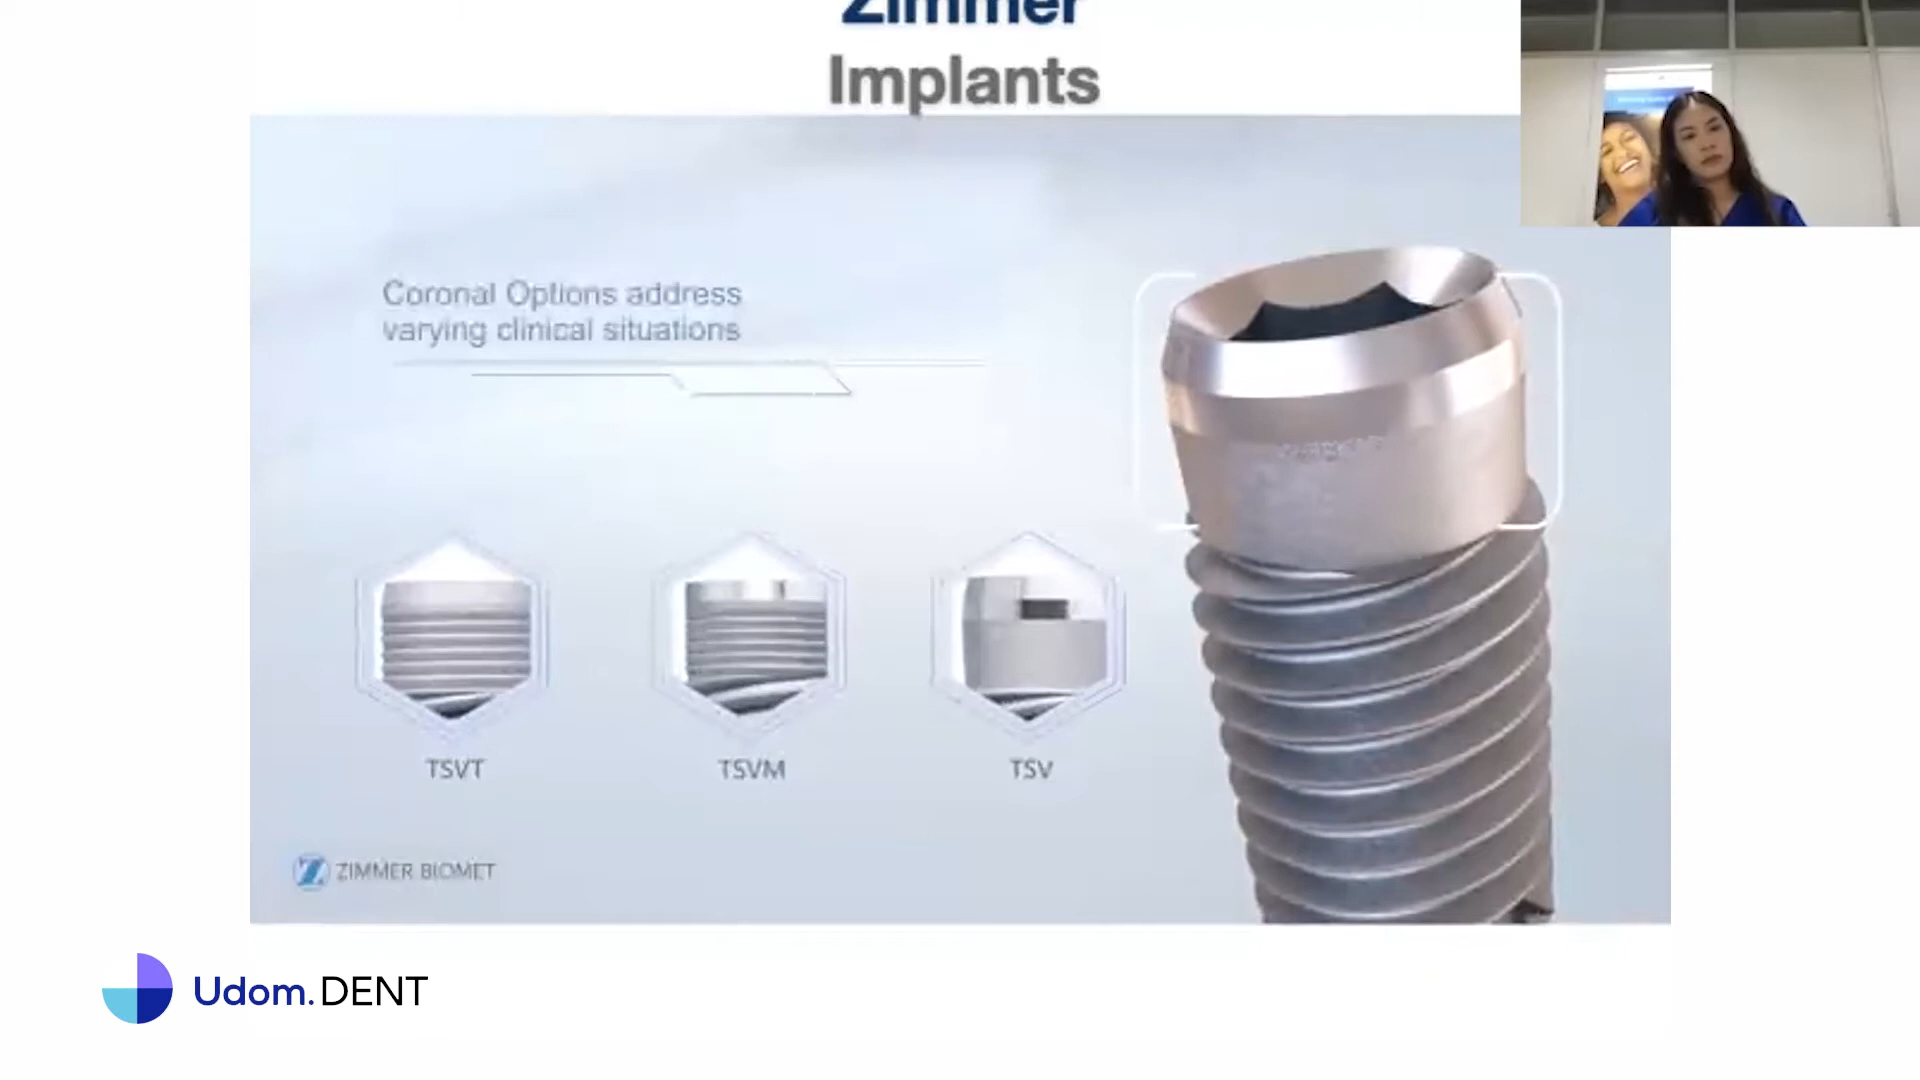 Zimmer
Implants
Coronal Options address
varying clinical situations
TSVT
TSVM
TSV
ZIMMER BIOMET
Udom.DENT